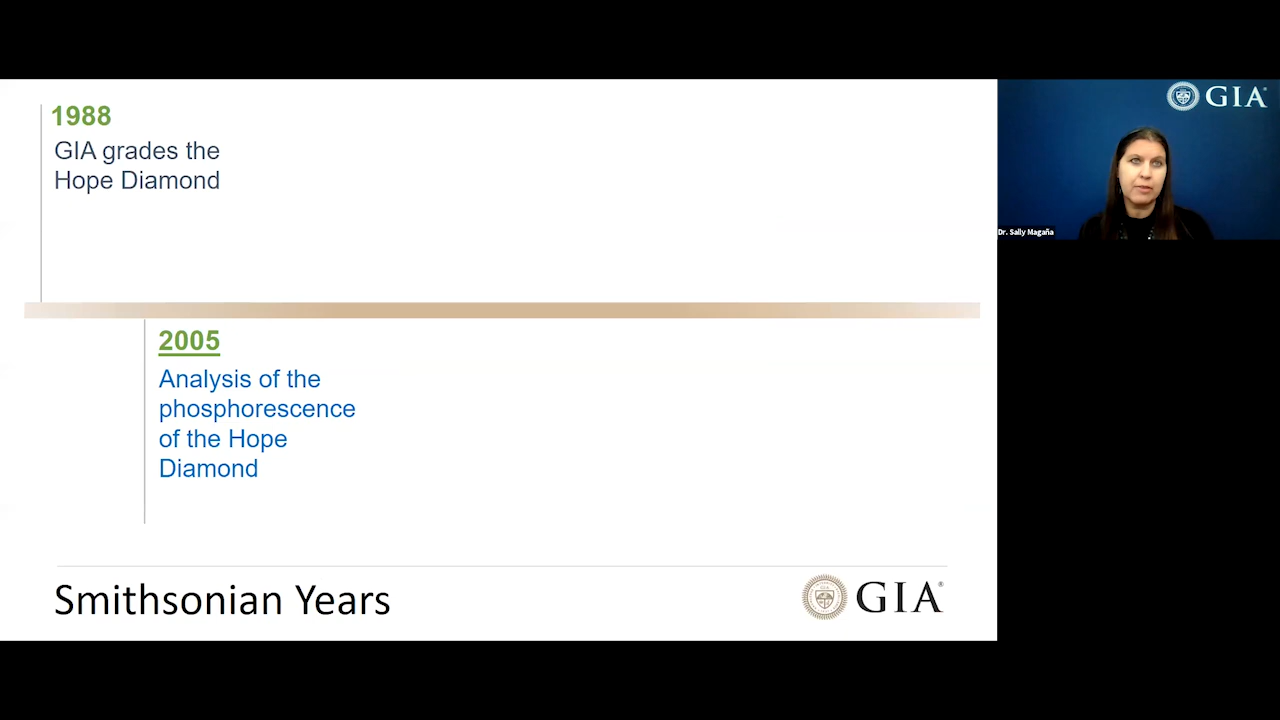 1988
GIA grades the
Hope Diamond
2005
Analysis of the
phosphorescence
of the Hope
Diamond
Smithsonian Years
GIA®
GIA®
Dr. Sally Magaña